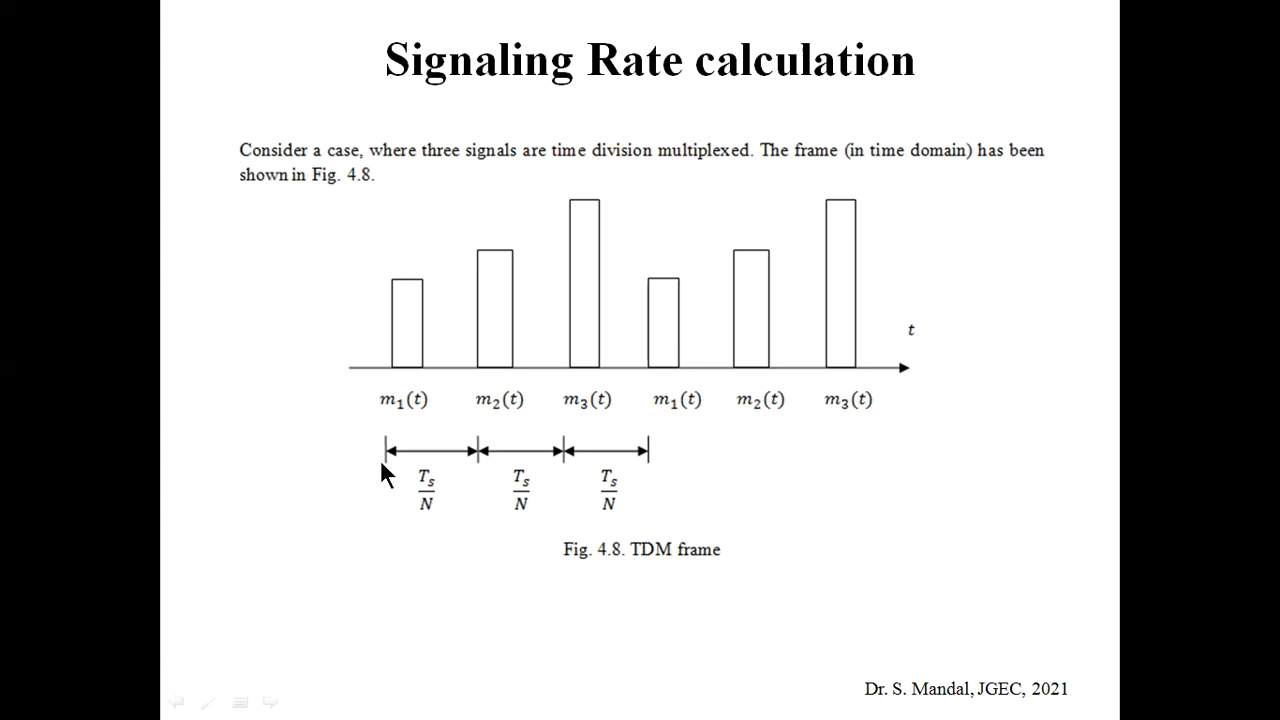 Signaling Rate calculation
Consider a case, where three signals are time division multiplexed. The frame (in time domain) has been
shown in Fig. 4.8.
t
m₁(t) m₂(t) m₃(t) m₁(t) m₂(t) m₃(t)
Tₛ/N Tₛ/N Tₛ/N
Fig. 4.8. TDM frame
Dr. S. Mandal, JGEC, 2021